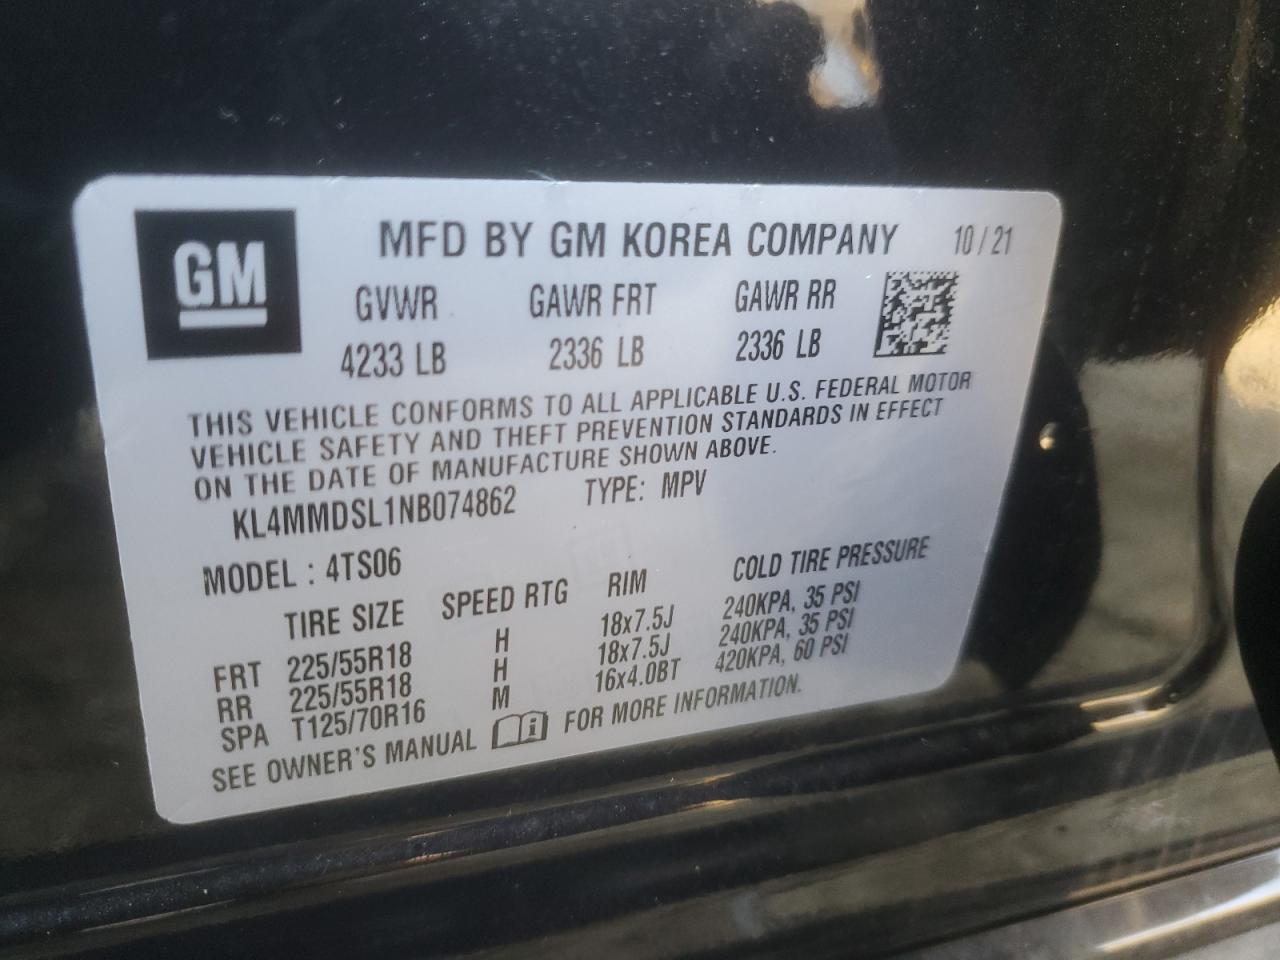 GM
MFD BY GM KOREA COMPANY 10/21
GVWR GAWR FRT GAWR RR
4233 LB 2336 LB 2336 LB
THIS VEHICLE CONFORMS TO ALL APPLICABLE U.S. FEDERAL MOTOR
VEHICLE SAFETY AND THEFT PREVENTION STANDARDS IN EFFECT
ON THE DATE OF MANUFACTURE SHOWN ABOVE.
KL4MMDSL1NB074862 TYPE: MPV
MODEL : 4TS06
TIRE SIZE SPEED RTG RIM COLD TIRE PRESSURE
FRT 225/55R18 H 18x7.5J 240KPA, 35 PSI
RR 225/55R18 H 18x7.5J 240KPA, 35 PSI
SPA T125/70R16 M 16x4.0BT 420KPA, 60 PSI
SEE OWNER'S MANUAL i FOR MORE INFORMATION.